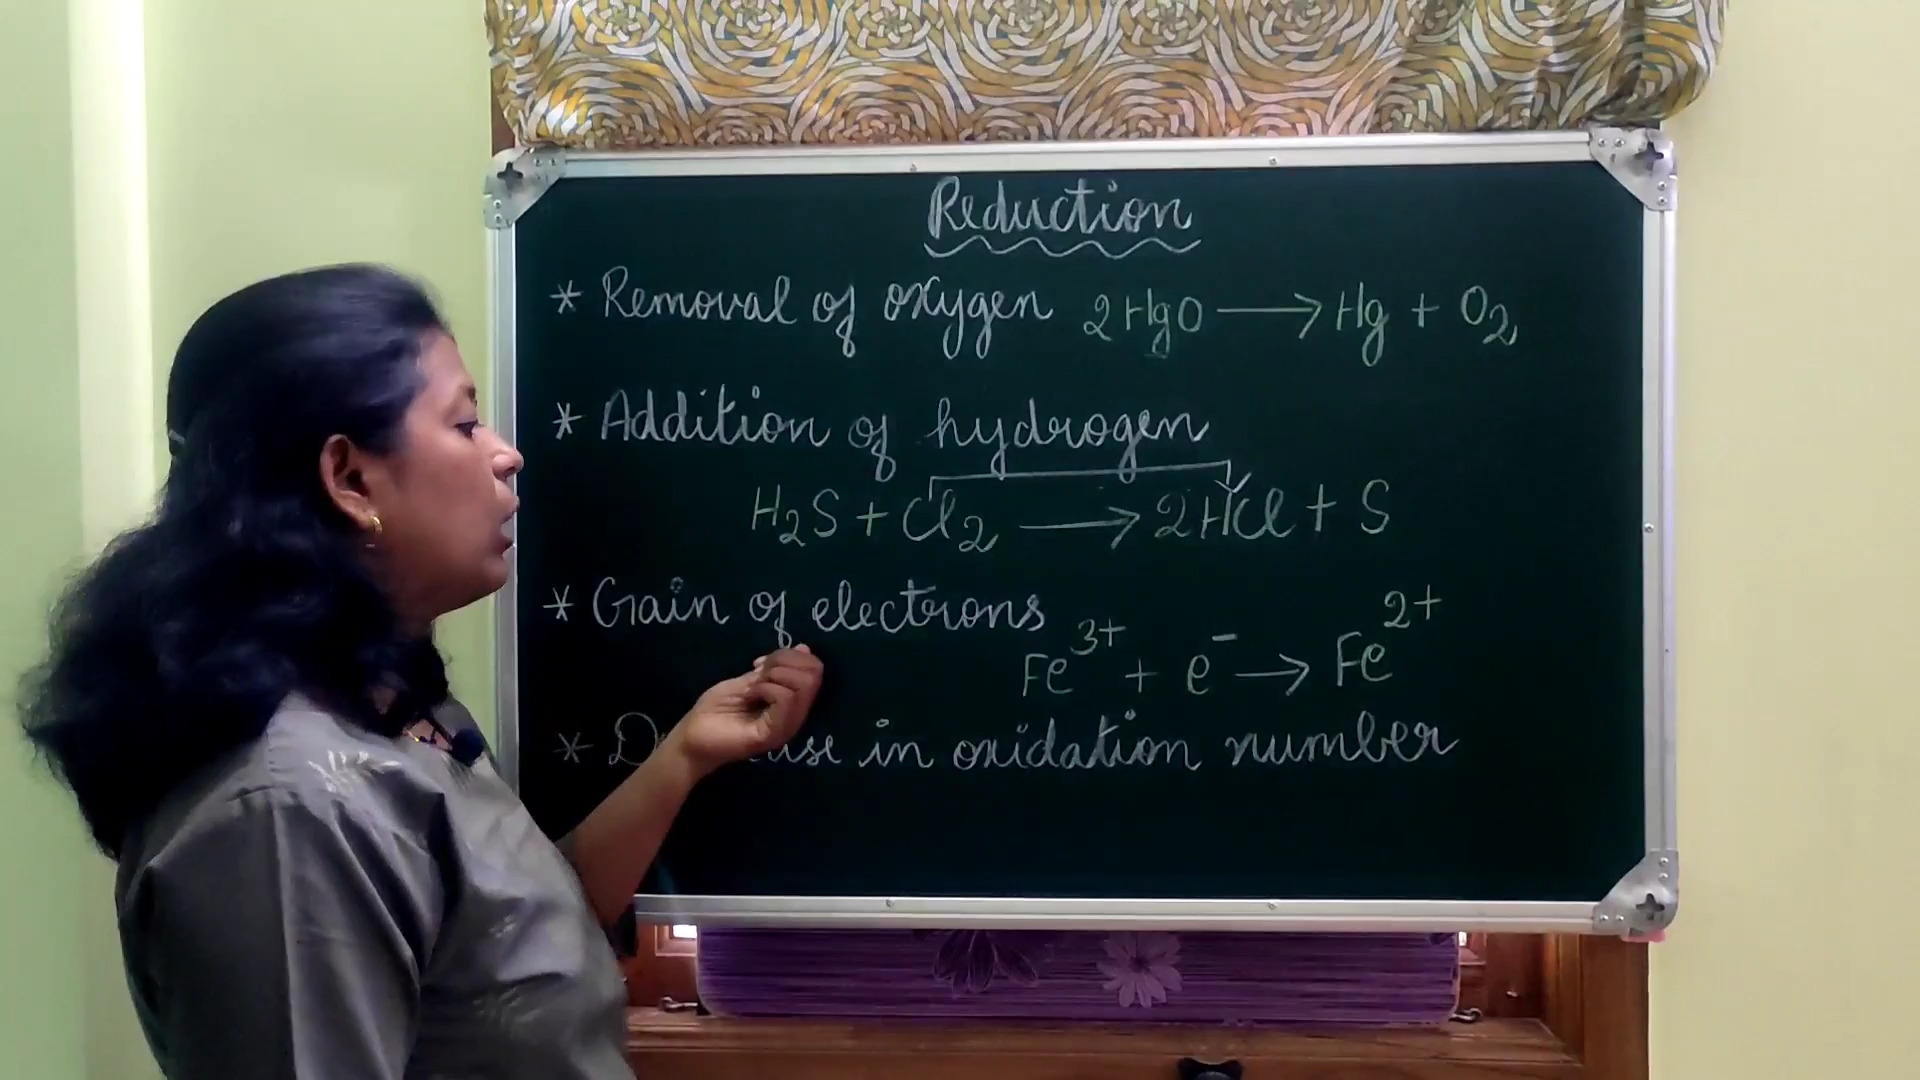 Reduction
* Removal of oxygen 2HgO ⟶ Hg + O₂
* Addition of hydrogen
H₂S + Cl₂ ⟶ 2HCl + S
* Gain of electrons
Fe³⁺ + e⁻ ⟶ Fe²⁺
* in oxidation number